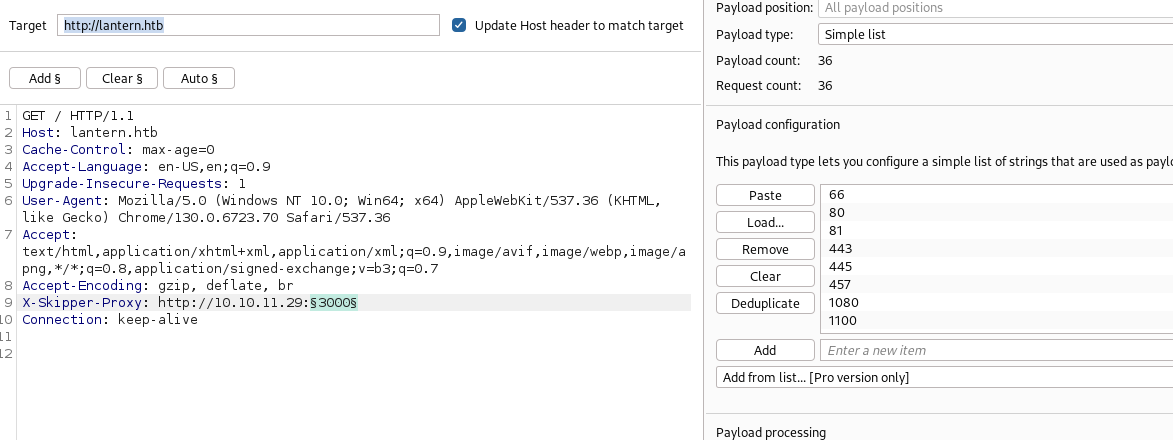 Target http://lantern.htb Update Host header to match target
Add § Clear § Auto §
1 GET / HTTP/1.1
2 Host: lantern.htb
3 Cache-Control: max-age=0
4 Accept-Language: en-US,en;q=0.9
5 Upgrade-Insecure-Requests: 1
6 User-Agent: Mozilla/5.0 (Windows NT 10.0; Win64; x64) AppleWebKit/537.36 (KHTML,
like Gecko) Chrome/130.0.6723.70 Safari/537.36
7 Accept:
text/html,application/xhtml+xml,application/xml;q=0.9,image/avif,image/webp,image/a
png,*/*;q=0.8,application/signed-exchange;v=b3;q=0.7
8 Accept-Encoding: gzip, deflate, br
9 X-Skipper-Proxy: http://10.10.11.29:§3000§
10 Connection: keep-alive
11
12
Payload position: All payload positions
Payload type: Simple list
Payload count: 36
Request count: 36
Payload configuration
This payload type lets you configure a simple list of strings that are used as paylo
Paste
Load...
Remove
Clear
Deduplicate
66
80
81
443
445
457
1080
1100
Add Enter a new item
Add from list... [Pro version only]
Payload processing